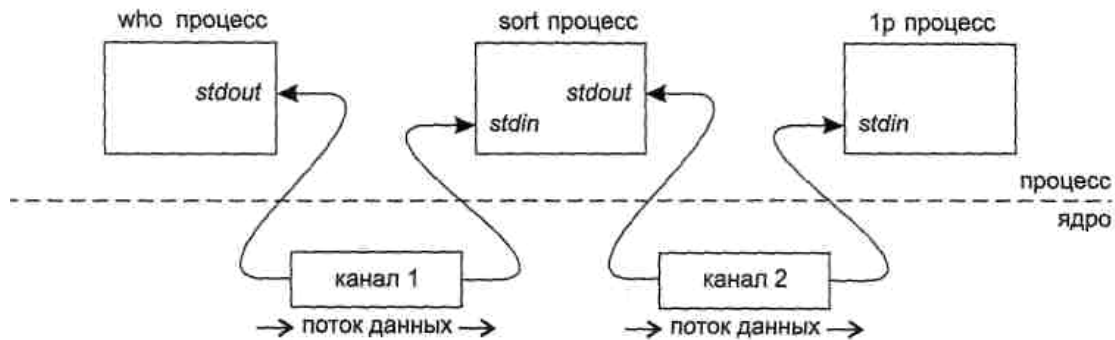 who процесс
sort процесс
1p процесс
stdout
stdin
stdout
stdin
процесс
ядро
канал 1
канал 2
поток данных
поток данных